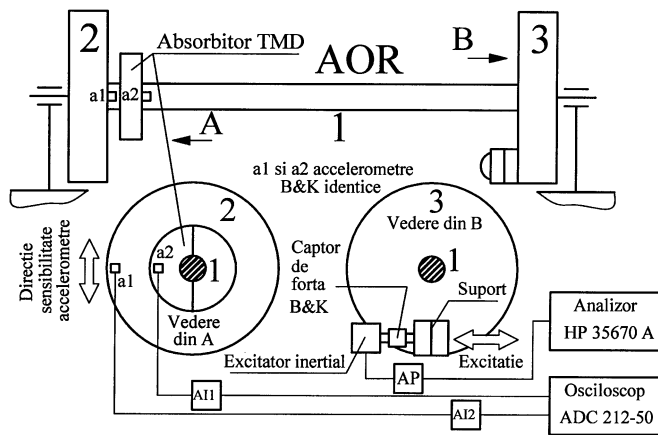 2
Absorbitor TMD
B
3
AOR
a1
a2
A
1
a1 si a2 accelerometre
B&K identice
2
3
Vedere din B
Directie
sensibilitate
accelerometre
a2
a1
1
Vedere
din A
Captor
de
forta
B&K
1
Suport
Excitator inertial
Excitatie
AP
Analizor
HP 35670 A
AI1
AI2
Osciloscop
ADC 212-50